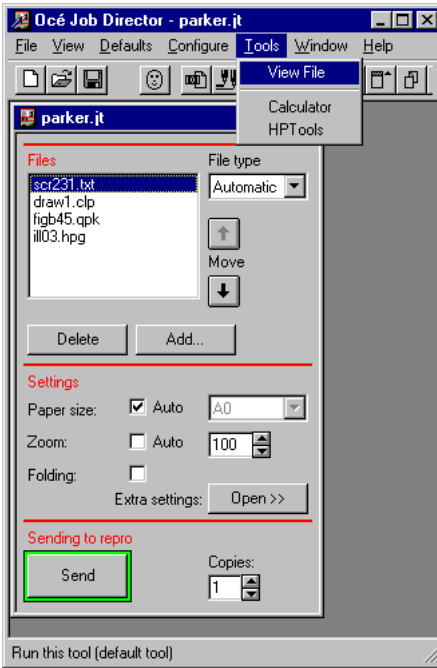 Océ Job Director - parker.jt
File View Defaults Configure Tools Window Help
View File
Calculator
HPTools
parker.jt
Files
File type
scr231.txt
Automatic
draw1.clp
figb45.qpk
ill03.hpg
Move
Delete Add...
Settings
Paper size: Auto A0
Zoom: Auto 100
Folding:
Extra settings: Open >>
Sending to repro
Send
Copies:
1
Run this tool (default tool)